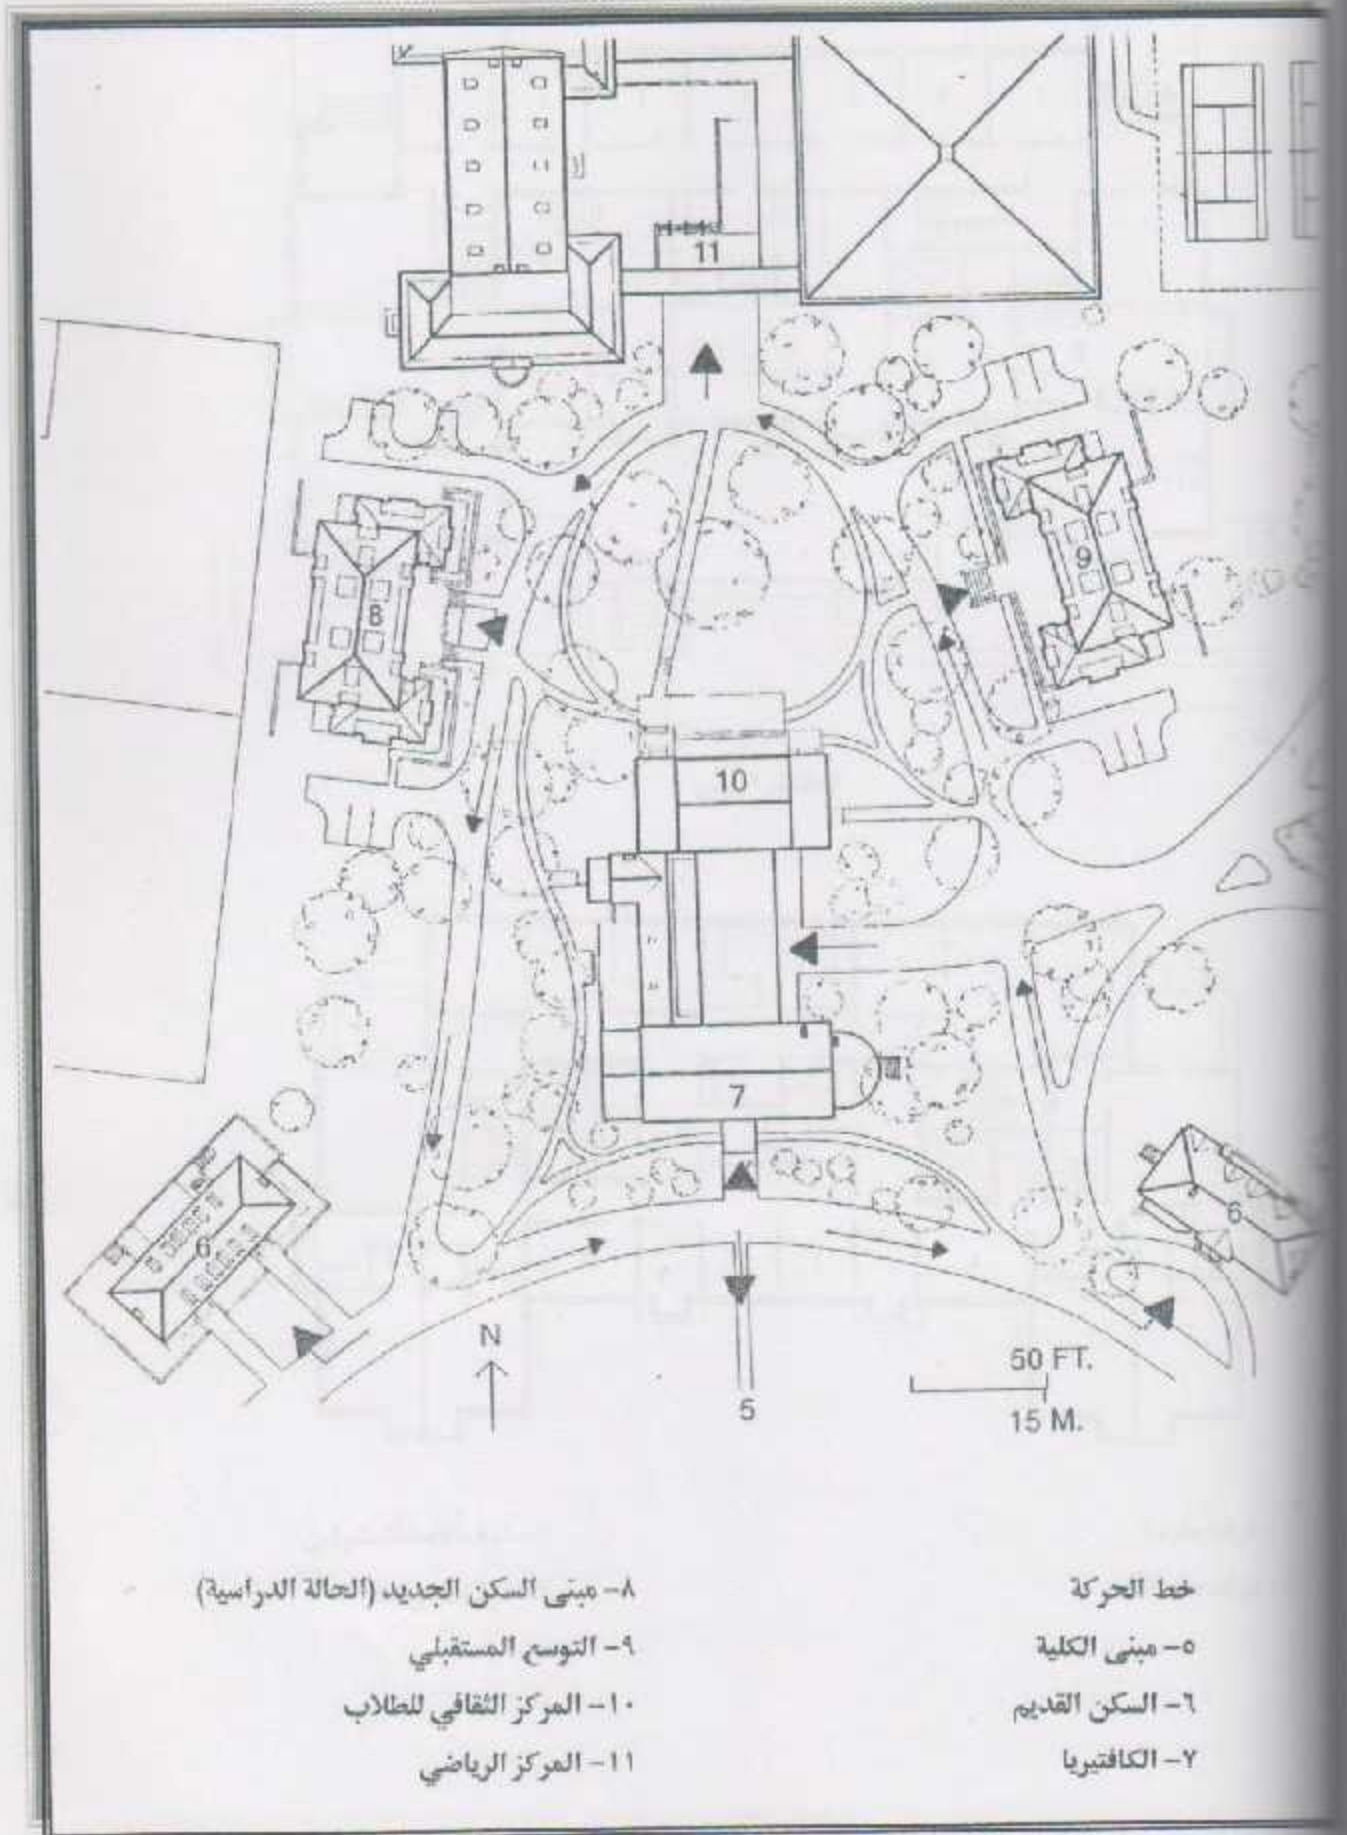 11
9
8
10
7
6
6
N
50 FT.
15 M.
5
خط الحركة
٥- مبنى الكلية
٦- السكن القديم
٧- الكافتيريا
٨- مبنى السكن الجديد (الحالة الدراسية)
٩- التوسع المستقبلي
١٠- المركز الثقافي للطلاب
١١- المركز الرياضي